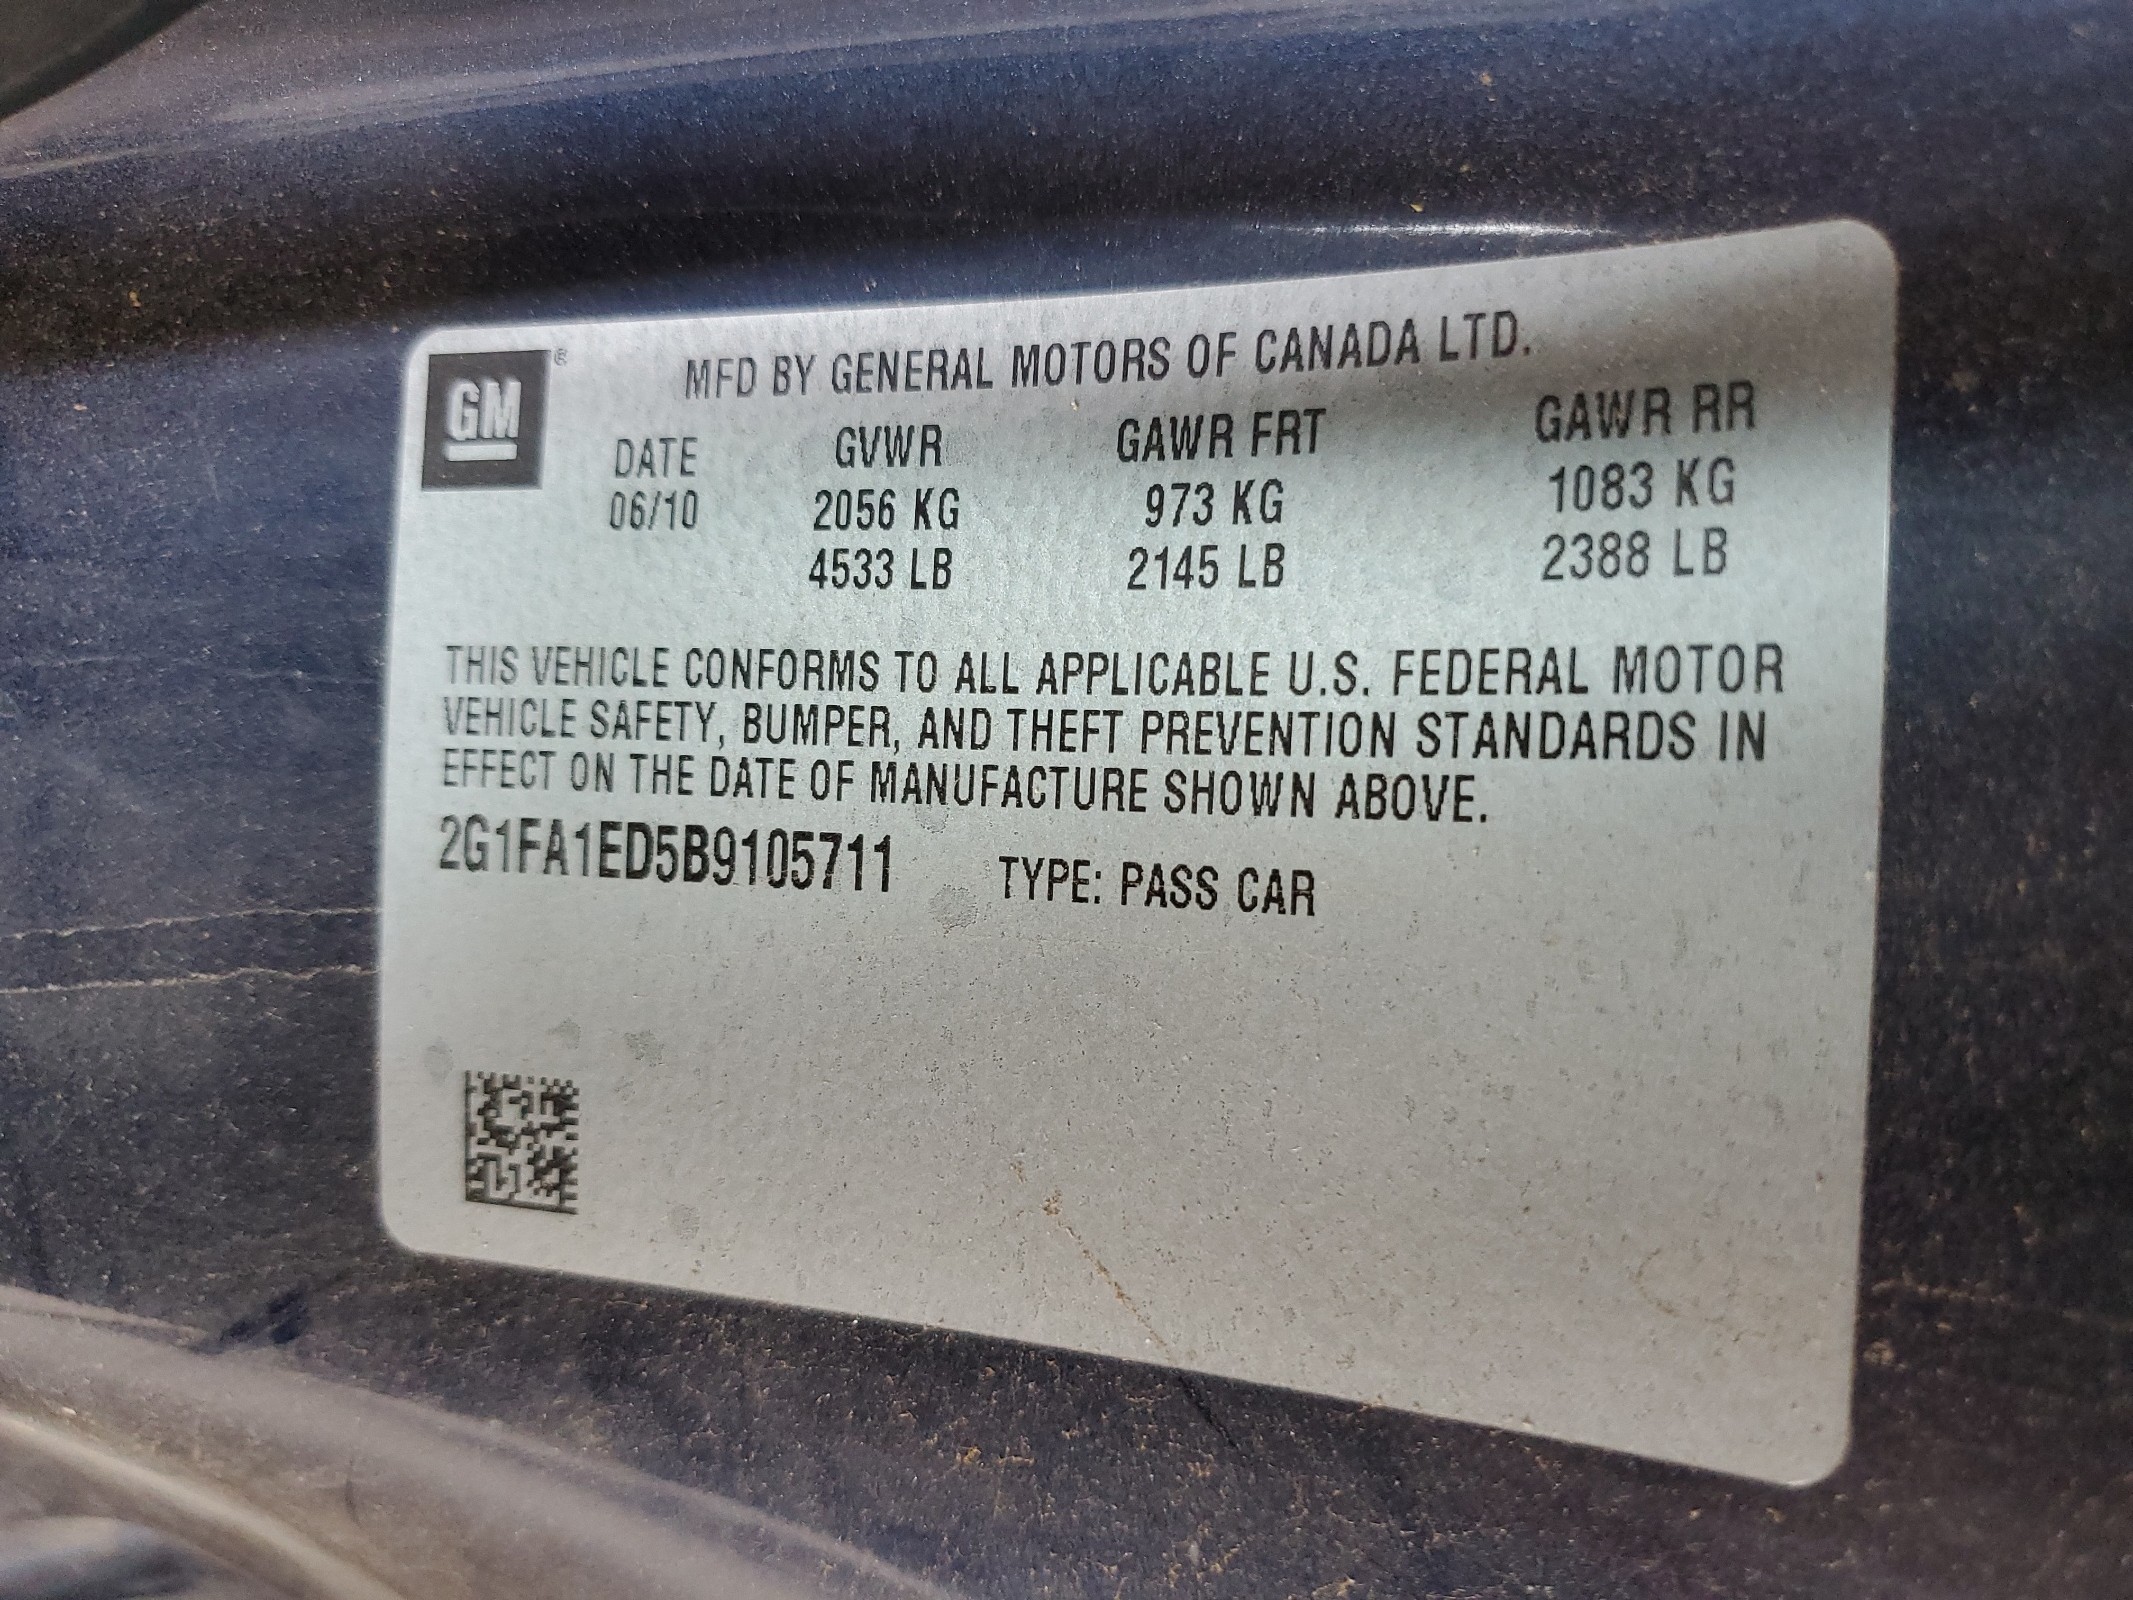 GM ®
MFD BY GENERAL MOTORS OF CANADA LTD.
DATE GVWR GAWR FRT GAWR RR
06/10 2056 KG 973 KG 1083 KG
4533 LB 2145 LB 2388 LB
THIS VEHICLE CONFORMS TO ALL APPLICABLE U.S. FEDERAL MOTOR
VEHICLE SAFETY, BUMPER, AND THEFT PREVENTION STANDARDS IN
EFFECT ON THE DATE OF MANUFACTURE SHOWN ABOVE.
2G1FA1ED5B9105711 TYPE: PASS CAR